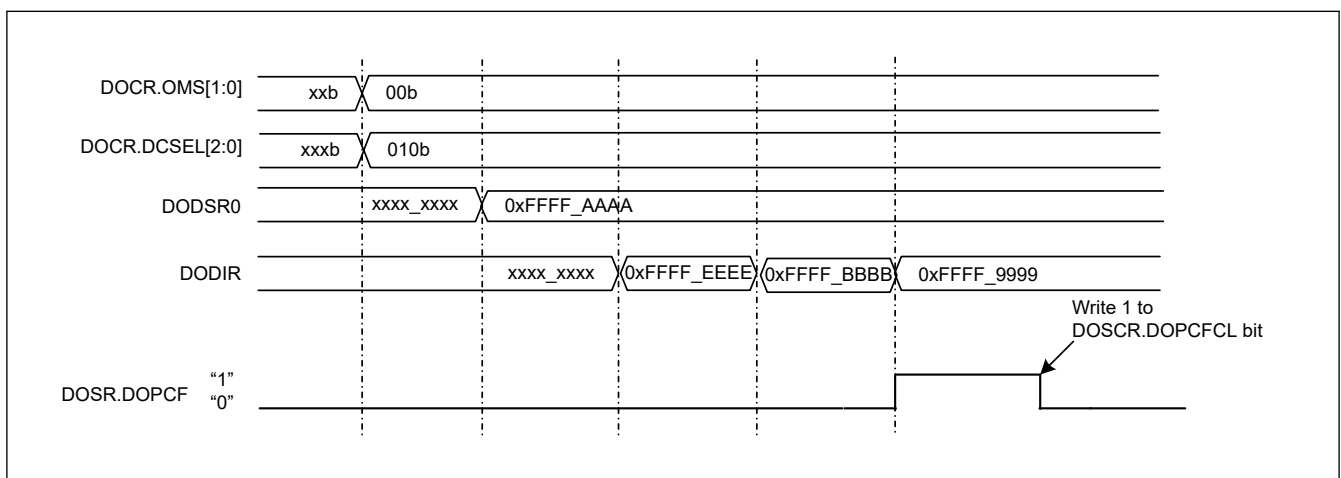 DOCR.OMS[1:0] xxb 00b
DOCR.DCSEL[2:0] xxxb 010b
DODSR0 xxxx_xxxx 0xFFFF_AAAA
DODIR xxxx_xxxx 0xFFFF_EEEE 0xFFFF_BBBB 0xFFFF_9999
Write 1 to
DOSCR.DOPCFCL bit
“1”
DOSR.DOPCF “0”